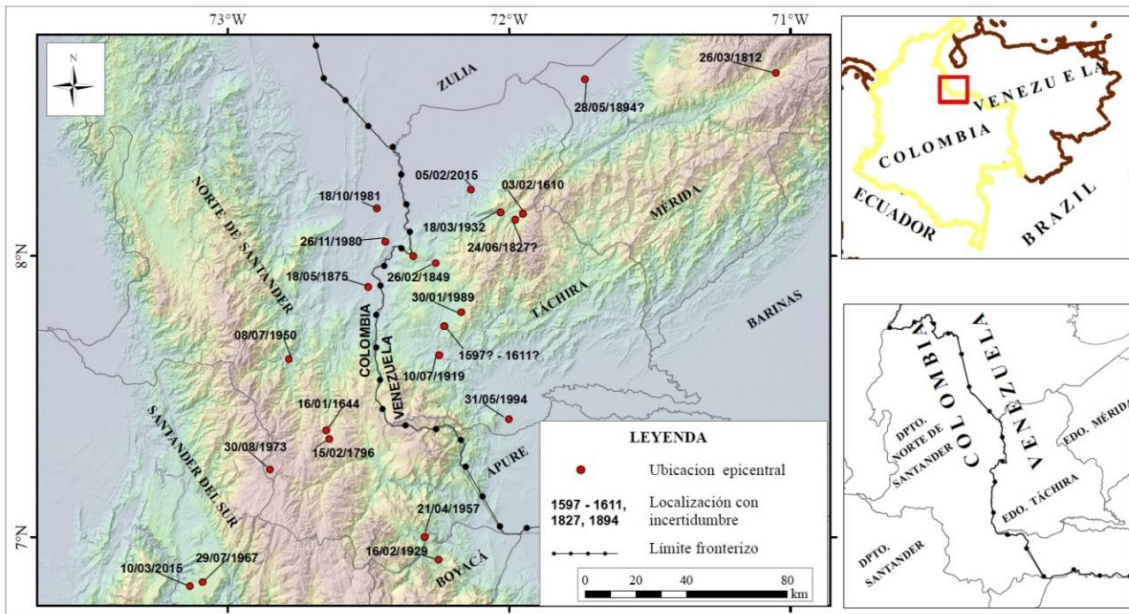 73°W
72°W
71°W
N
ZULIA
26/03/1812
28/05/1894?
05/02/2015
03/02/1610
18/10/1981
MÉRIDA
18/03/1932
24/06/1827?
26/11/1980
NORTE DE SANTANDER
8°N
26/02/1849
18/05/1875
30/01/1989
TÁCHIRA
BARINAS
COLOMBIA
VENEZUELA
08/07/1950
1597? - 1611?
10/07/1919
31/05/1994
16/01/1644
15/02/1796
30/08/1973
SANTANDER DEL SUR
APURE
21/04/1957
7°N
16/02/1929
BOYACÁ
29/07/1967
10/03/2015
LEYENDA
Ubicacion epicentral
1597 - 1611,
1827, 1894
Localización con
incertidumbre
Límite fronterizo
0 10 20 40 60 80
km
VENEZUELA
COLOMBIA
ECUADOR
BRAZIL
COLOMBIA
VENEZUELA
DPTO.
NORTE DE
SANTANDER
EDO. MÉRIDA
EDO. TÁCHIRA
DPTO.
SANTANDER